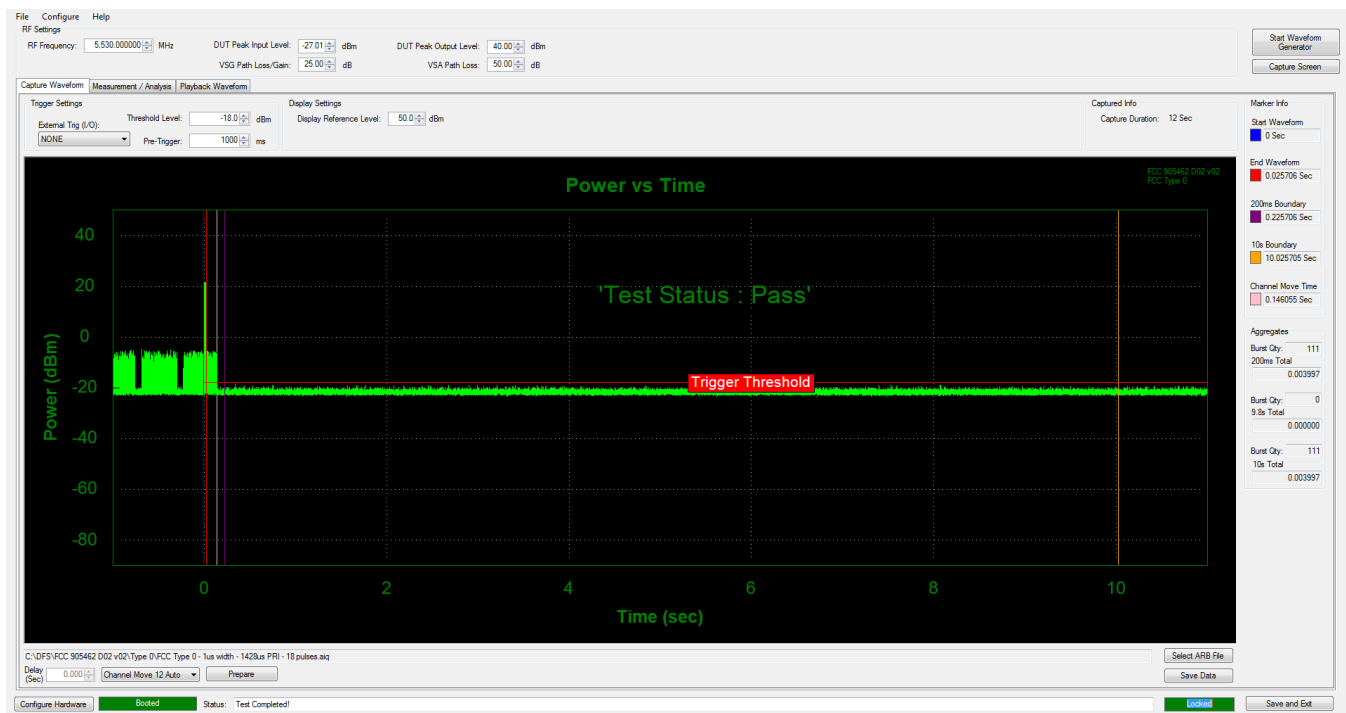 File Configure Help
RF Settings
RF Frequency: 5,530.000000 MHz DUT Peak Input Level: -27.01 dBm DUT Peak Output Level: 40.00 dBm
VSG Path Loss/Gain: 25.00 dB VSA Path Loss: 50.00 dB
Start Waveform
Generator
Capture Screen
Capture Waveform Measurement / Analysis Playback Waveform
Trigger Settings
External Trig (I/O):
NONE
Threshold Level: -18.0 dBm
Pre-Trigger: 1000 ms
Display Settings
Display Reference Level: 50.0 dBm
Captured Info
Capture Duration: 12 Sec
Marker Info
Start Waveform
0 Sec
End Waveform
0.025706 Sec
200ms Boundary
0.225706 Sec
10s Boundary
10.025705 Sec
Channel Move Time
0.146055 Sec
Aggregates
Burst Qty: 111
200ms Total
0.003997
Burst Qty: 0
9.8s Total
0.000000
Burst Qty: 111
10s Total
0.003997
Power vs Time
FCC 905462 D02 v02
FCC Type 0
'Test Status : Pass'
Trigger Threshold
Power (dBm)
40
20
0
-20
-40
-60
-80
0 2 4 6 8 10
Time (sec)
C:\DFS\FCC 905462 D02 v02\Type 0\FCC Type 0 - 1us width - 1428us PRI - 18 pulses.aiq
Select ARB File
Delay
(Sec) 0.000 Channel Move 12 Auto Prepare
Save Data
Configure Hardware Booted Status: Test Completed! Locked Save and Exit